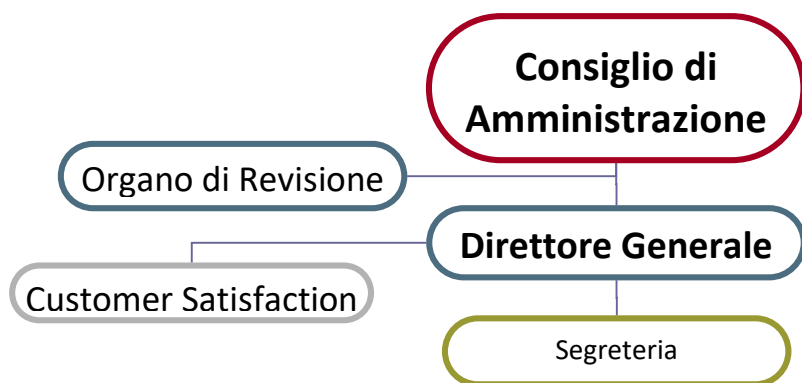 Consiglio di
Amministrazione
Organo di Revisione
Direttore Generale
Customer Satisfaction
Segreteria